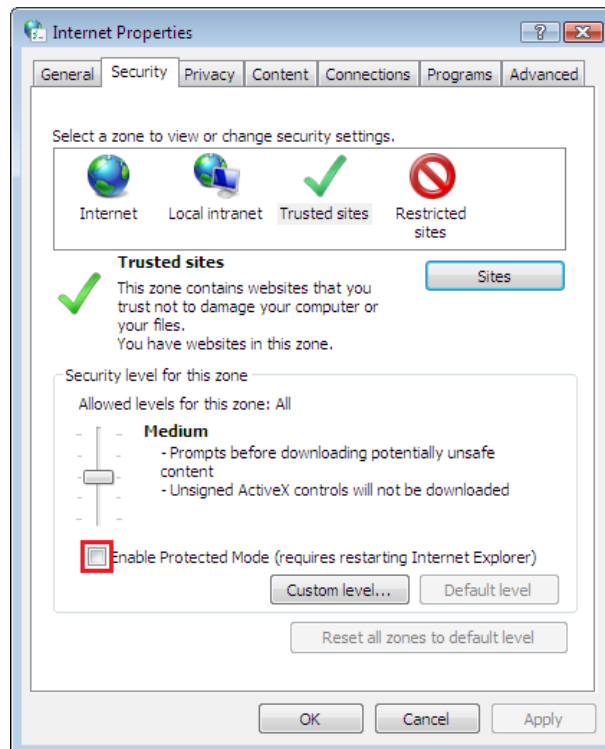 Internet Properties
General Security Privacy Content Connections Programs Advanced
Select a zone to view or change security settings.
Internet Local intranet Trusted sites Restricted
sites
Trusted sites
Sites
This zone contains websites that you
trust not to damage your computer or
your files.
You have websites in this zone.
Security level for this zone
Allowed levels for this zone: All
Medium
- Prompts before downloading potentially unsafe
content
- Unsigned ActiveX controls will not be downloaded
Enable Protected Mode (requires restarting Internet Explorer)
Custom level... Default level
Reset all zones to default level
OK Cancel Apply